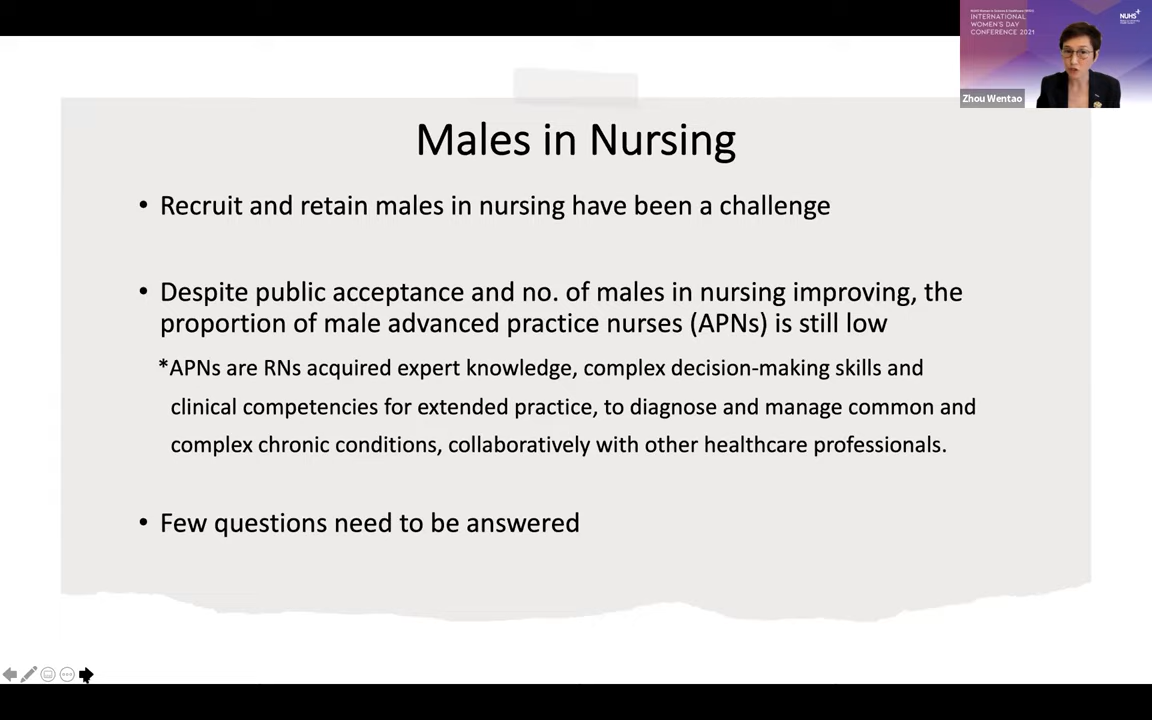 INTERNATIONAL
WOMEN'S DAY
CONFERENCE 2021
NUHS
Zhou Wentao
Males in Nursing
• Recruit and retain males in nursing have been a challenge
• Despite public acceptance and no. of males in nursing improving, the
proportion of male advanced practice nurses (APNs) is still low
*APNs are RNs acquired expert knowledge, complex decision-making skills and
clinical competencies for extended practice, to diagnose and manage common and
complex chronic conditions, collaboratively with other healthcare professionals.
• Few questions need to be answered